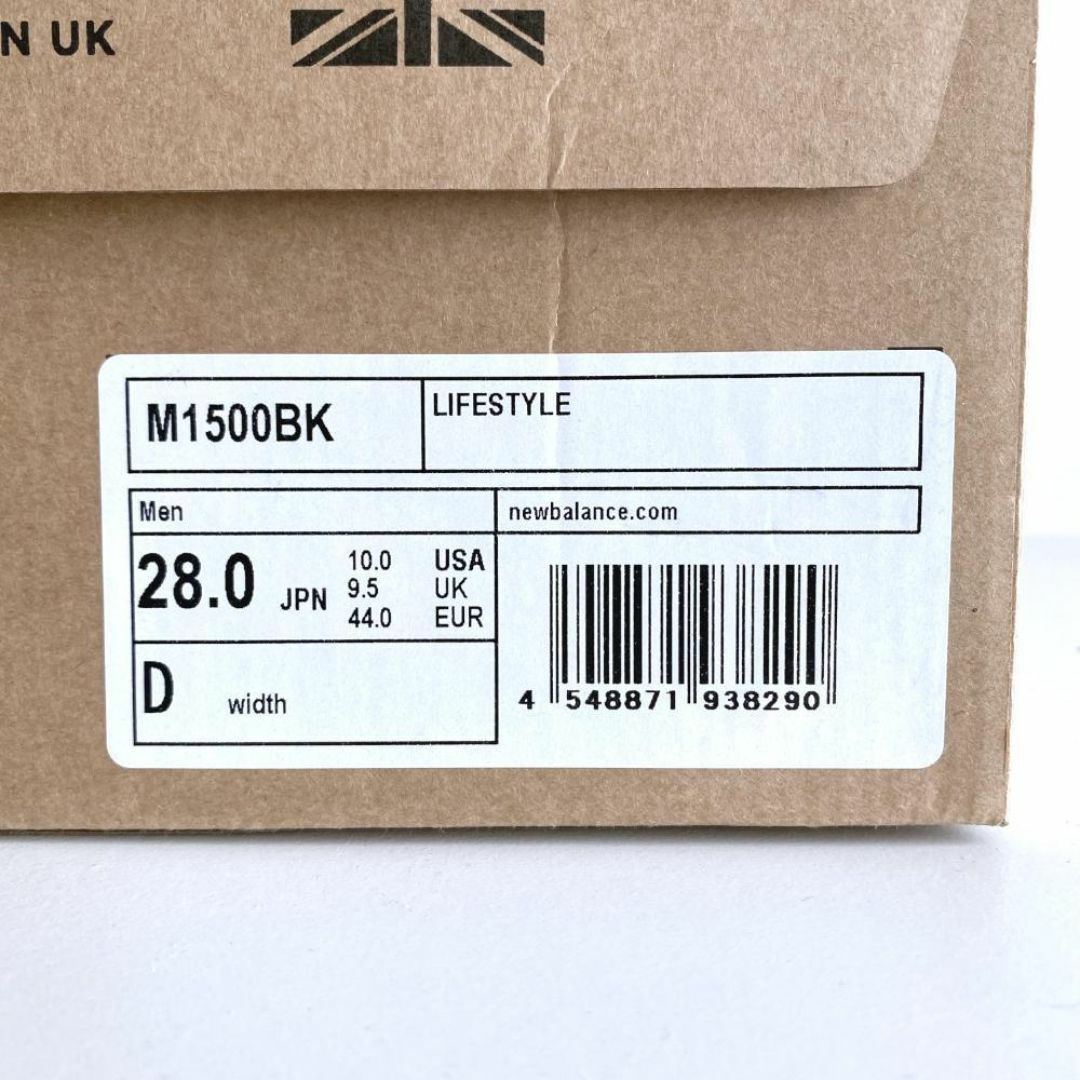 N UK
M1500BK
LIFESTYLE
Men
newbalance.com
28.0 JPN
10.0 USA
9.5 UK
44.0 EUR
D width
4 548871 938290